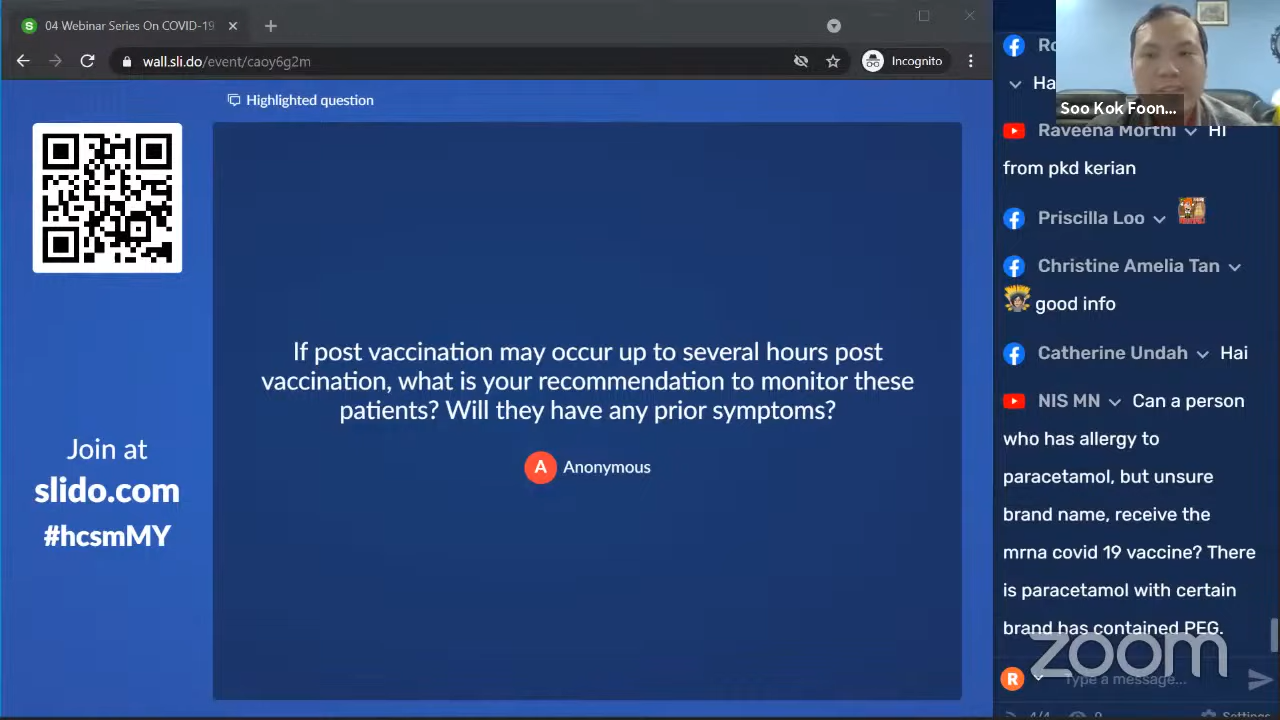 04 Webinar Series On COVID-19
wall.sli.do/event/caoy6g2m
Incognito
Highlighted question
If post vaccination may occur up to several hours post
vaccination, what is your recommendation to monitor these
patients? Will they have any prior symptoms?
A Anonymous
Join at
slido.com
#hcsmMY
Soo Kok Foon...
Ro
Ha
Raveena Morthi Hi
from pkd kerian
Priscilla Loo
Christine Amelia Tan
good info
Catherine Undah Hai
NIS MN Can a person
who has allergy to
paracetamol, but unsure
brand name, receive the
mrna covid 19 vaccine? There
is paracetamol with certain
brand has contained PEG.
zoom
R Type a message...
4/4
Settings